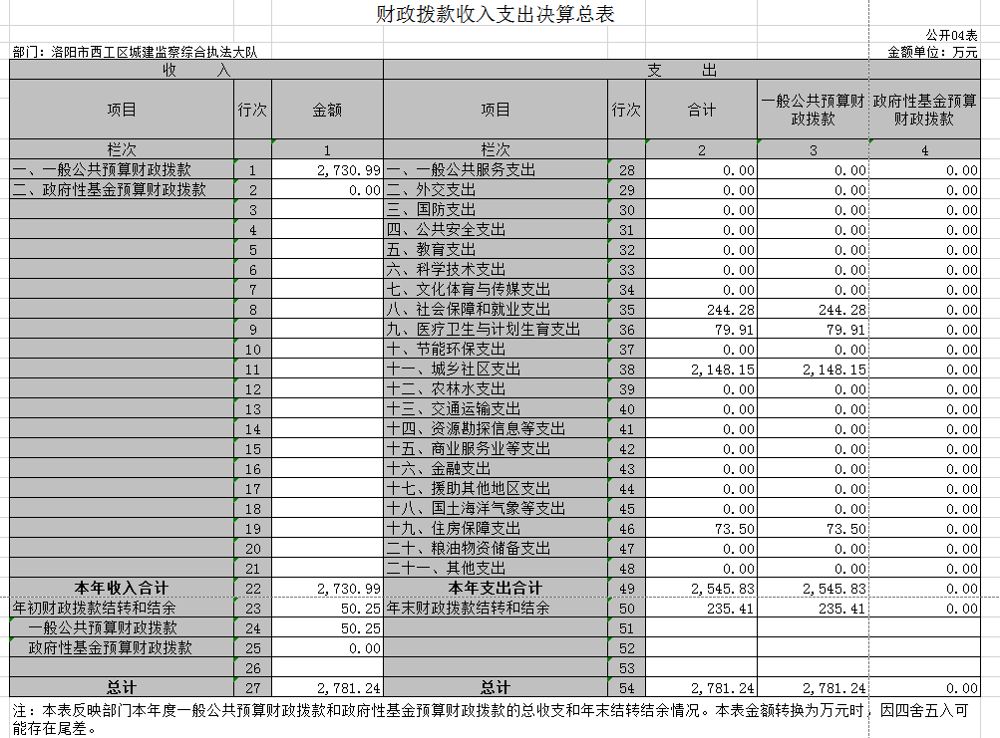 财政拨款收入支出决算总表
公开04表
部门：洛阳市西工区城建监察综合执法大队 金额单位：万元
收 入 支 出
项目 行次 金额 项目 行次 合计 一般公共预算财政拨款 政府性基金预算财政拨款
栏次 1 栏次 2 3 4
一、一般公共预算财政拨款 1 2,730.99 一、一般公共服务支出 28 0.00 0.00 0.00
二、政府性基金预算财政拨款 2 0.00 二、外交支出 29 0.00 0.00 0.00
3 三、国防支出 30 0.00 0.00 0.00
4 四、公共安全支出 31 0.00 0.00 0.00
5 五、教育支出 32 0.00 0.00 0.00
6 六、科学技术支出 33 0.00 0.00 0.00
7 七、文化体育与传媒支出 34 0.00 0.00 0.00
8 八、社会保障和就业支出 35 244.28 244.28 0.00
9 九、医疗卫生与计划生育支出 36 79.91 79.91 0.00
10 十、节能环保支出 37 0.00 0.00 0.00
11 十一、城乡社区支出 38 2,148.15 2,148.15 0.00
12 十二、农林水支出 39 0.00 0.00 0.00
13 十三、交通运输支出 40 0.00 0.00 0.00
14 十四、资源勘探信息等支出 41 0.00 0.00 0.00
15 十五、商业服务业等支出 42 0.00 0.00 0.00
16 十六、金融支出 43 0.00 0.00 0.00
17 十七、援助其他地区支出 44 0.00 0.00 0.00
18 十八、国土海洋气象等支出 45 0.00 0.00 0.00
19 十九、住房保障支出 46 73.50 73.50 0.00
20 二十、粮油物资储备支出 47 0.00 0.00 0.00
21 二十一、其他支出 48 0.00 0.00 0.00
本年收入合计 22 2,730.99 本年支出合计 49 2,545.83 2,545.83 0.00
年初财政拨款结转和结余 23 50.25 年末财政拨款结转和结余 50 235.41 235.41 0.00
一般公共预算财政拨款 24 50.25 51
政府性基金预算财政拨款 25 0.00 52
26 53
总计 27 2,781.24 总计 54 2,781.24 2,781.24 0.00
注：本表反映部门本年度一般公共预算财政拨款和政府性基金预算财政拨款的总收支和年末结转结余情况。本表金额转换为万元时，因四舍五入可
能存在尾差。